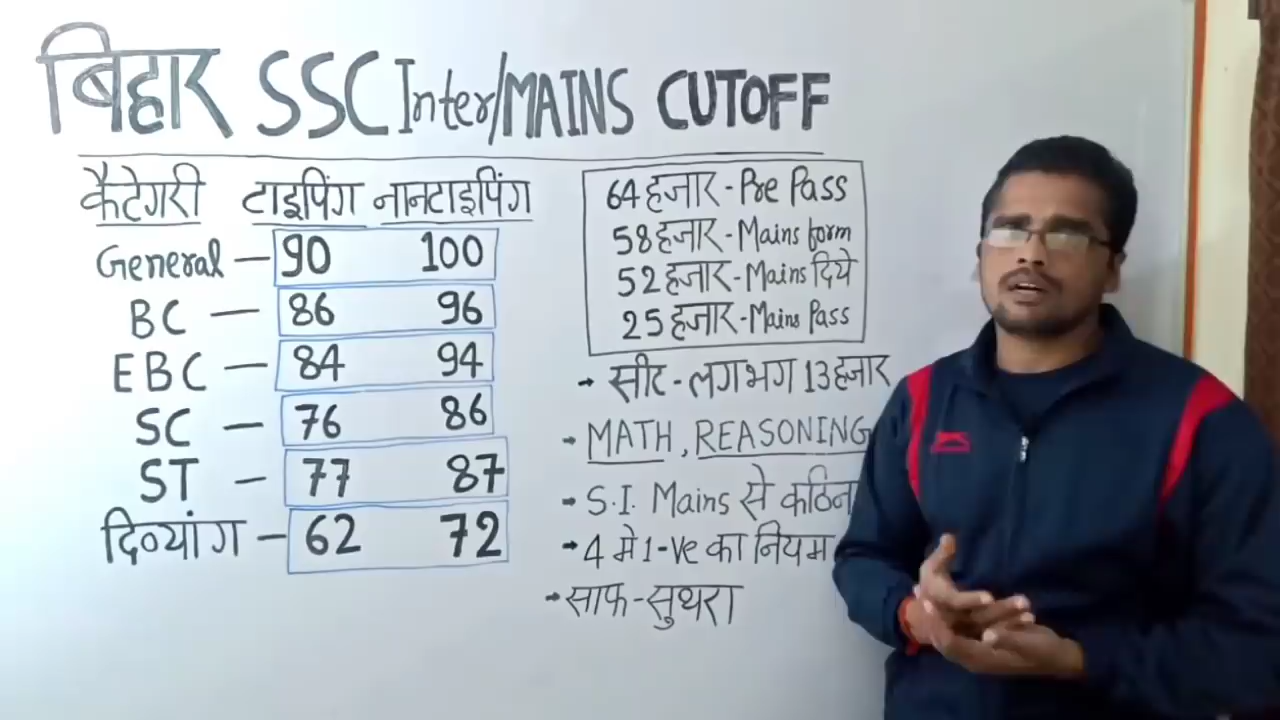 बिहार SSC Inter/MAINS CUTOFF
कैटेगरी टाइपिंग नानटाइपिंग
General - 90 100
BC - 86 96
EBC - 84 94
SC - 76 86
ST - 77 87
दिव्यांग - 62 72
64 हजार - Pre Pass
58 हजार - Mains form
52 हजार - Mains दिये
25 हजार - Mains Pass
→ सीट - लगभग 13 हजार
→ MATH, REASONING
→ S.I. Mains से कठिन
→ 4 मे 1 -ve का नियम
→ साफ-सुथरा